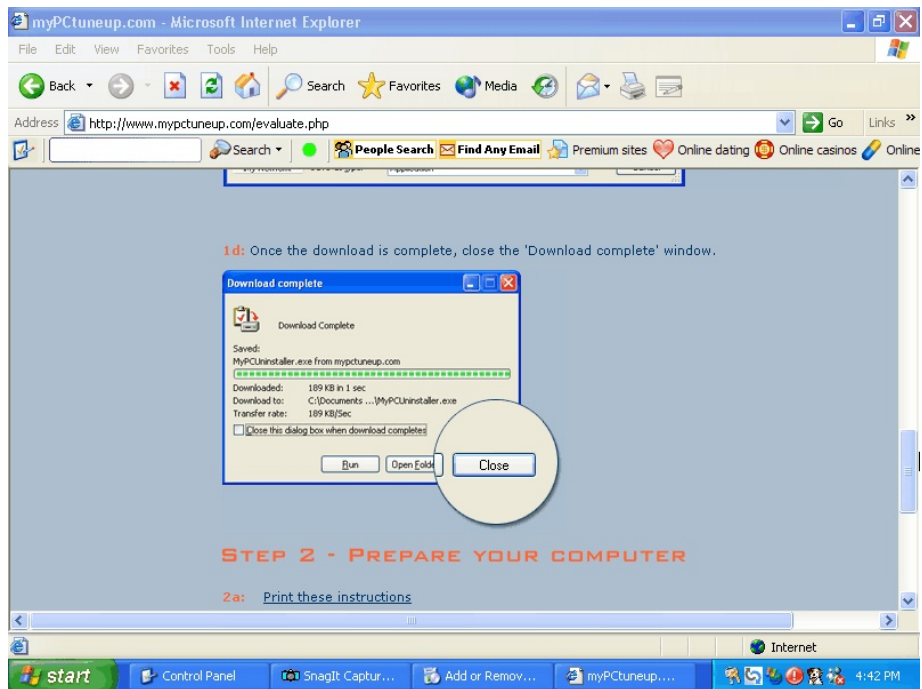 myPCtuneup.com - Microsoft Internet Explorer
File Edit View Favorites Tools Help
Back Search Favorites Media
Address http://www.mypctuneup.com/evaluate.php Go Links »
Search People Search Find Any Email Premium sites Online dating Online casinos Online
1d: Once the download is complete, close the 'Download complete' window.
Download complete
Download Complete
Saved:
MyPCUninstaller.exe from mypctuneup.com
Downloaded: 189 KB in 1 sec
Download to: C:\Documents ...\MyPCUninstaller.exe
Transfer rate: 189 KB/Sec
Close this dialog box when download completes
Run Open Folde Close
STEP 2 - PREPARE YOUR COMPUTER
2a: Print these instructions
Internet
start Control Panel SnagIt Captur... Add or Remov... myPCtuneup.... 4:42 PM